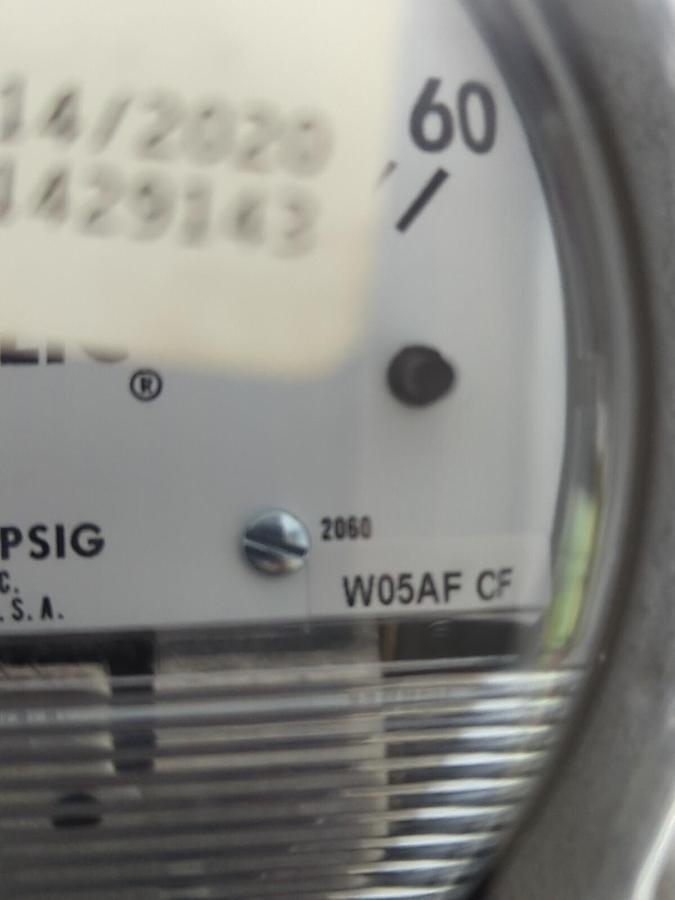 14/2020
60
1429143
®
PSIG
2060
C.
W05AF CF
.S.A.